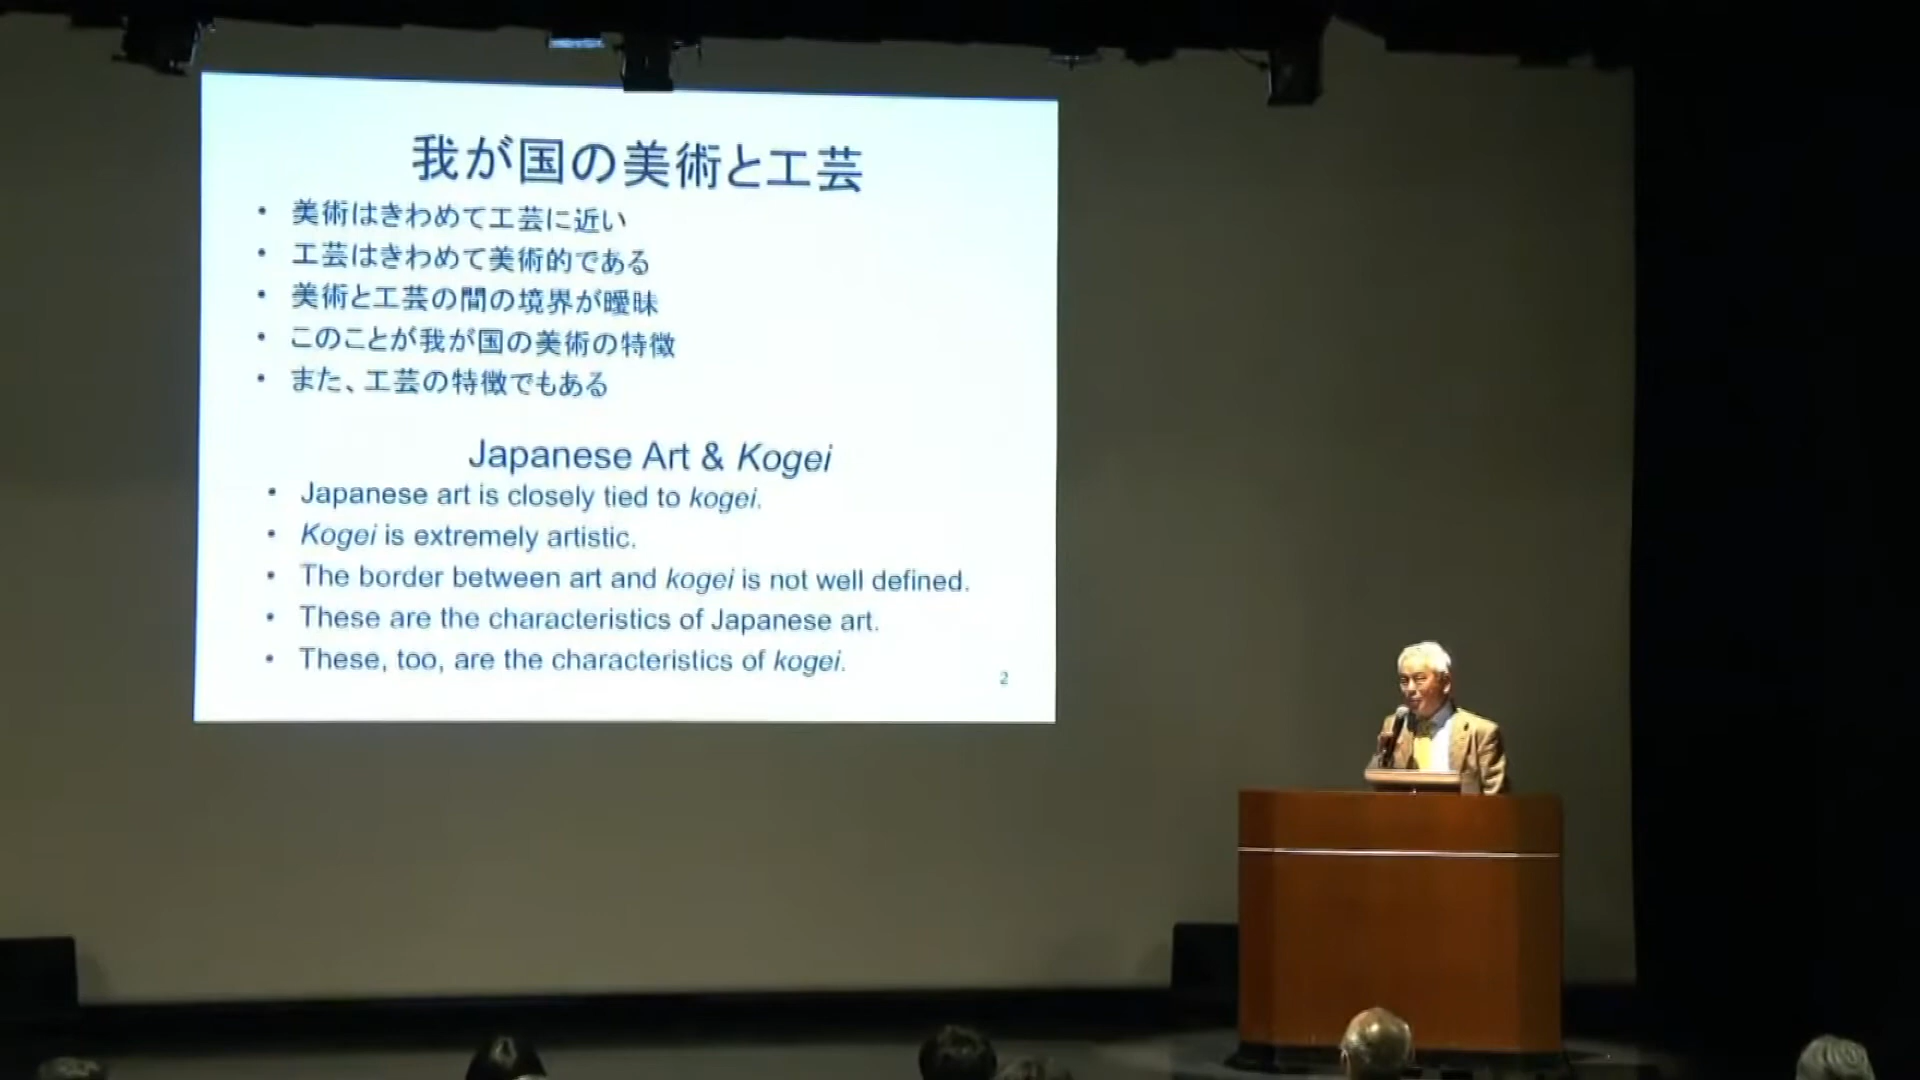 我が国の美術と工芸
• 美術はきわめて工芸に近い
• 工芸はきわめて美術的である
• 美術と工芸の間の境界が曖昧
• このことが我が国の美術の特徴
• また、工芸の特徴でもある
Japanese Art & Kogei
• Japanese art is closely tied to kogei.
• Kogei is extremely artistic.
• The border between art and kogei is not well defined.
• These are the characteristics of Japanese art.
• These, too, are the characteristics of kogei.
2